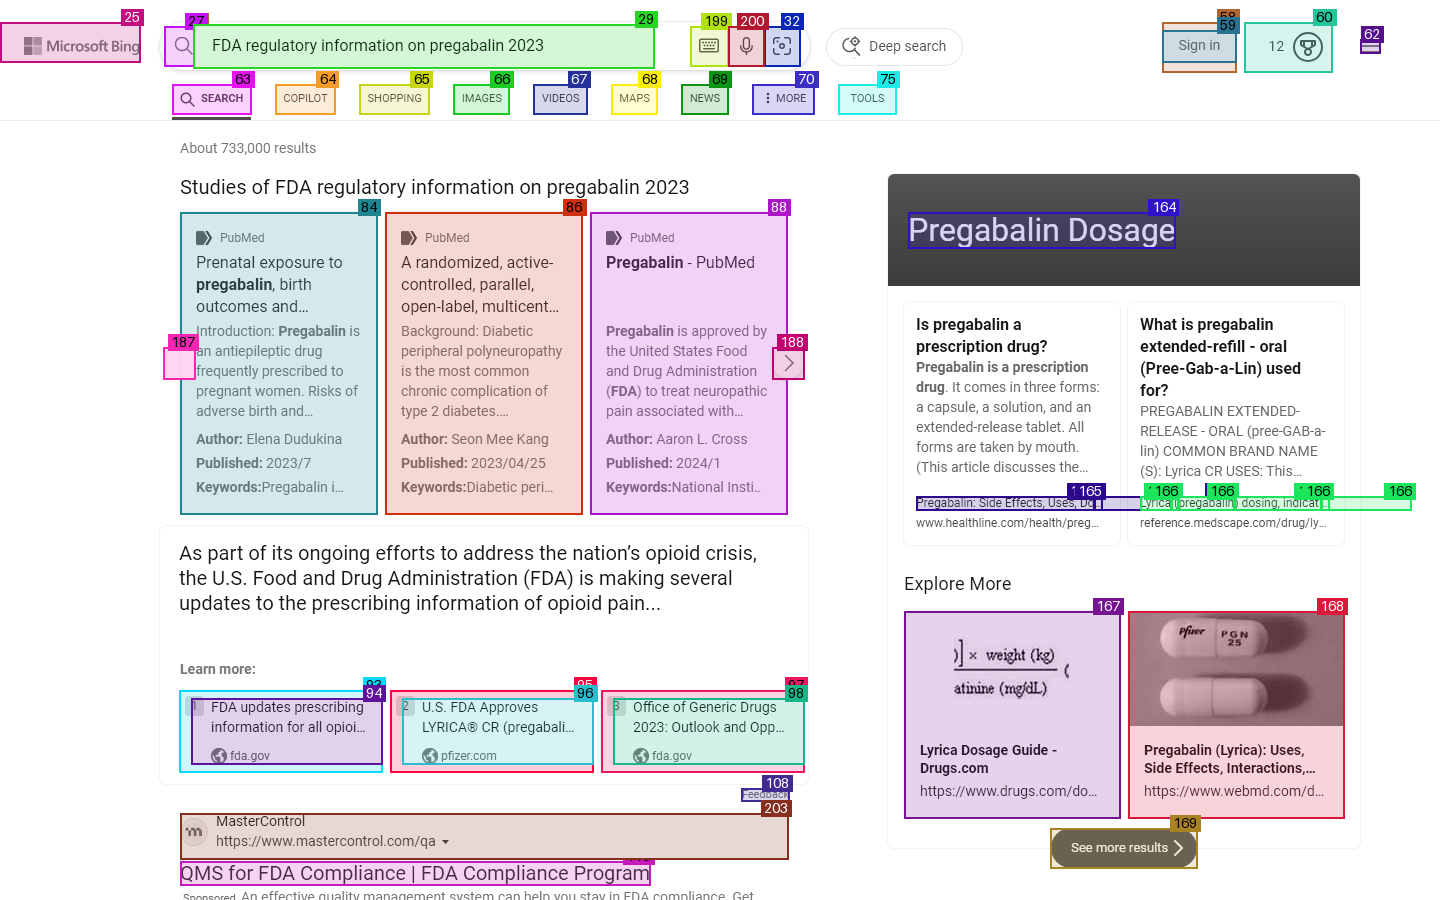 25
27
29
199
200
32
58
59
60
62
Microsoft Bing
FDA regulatory information on pregabalin 2023
Deep search
Sign in
12
63
64
65
66
67
68
69
70
75
SEARCH
COPILOT
SHOPPING
IMAGES
VIDEOS
MAPS
NEWS
MORE
TOOLS
About 733,000 results
Studies of FDA regulatory information on pregabalin 2023
84
PubMed
Prenatal exposure to
pregabalin, birth
outcomes and...
Introduction: Pregabalin is
an antiepileptic drug
frequently prescribed to
pregnant women. Risks of
adverse birth and...
Author: Elena Dudukina
Published: 2023/7
Keywords:Pregabalin i...
86
PubMed
A randomized, active-
controlled, parallel,
open-label, multicent...
Background: Diabetic
peripheral polyneuropathy
is the most common
chronic complication of
type 2 diabetes....
Author: Seon Mee Kang
Published: 2023/04/25
Keywords:Diabetic peri...
88
PubMed
Pregabalin - PubMed
Pregabalin is approved by
the United States Food
and Drug Administration
(FDA) to treat neuropathic
pain associated with...
Author: Aaron L. Cross
Published: 2024/1
Keywords:National Insti..
187
188
As part of its ongoing efforts to address the nation's opioid crisis,
the U.S. Food and Drug Administration (FDA) is making several
updates to the prescribing information of opioid pain...
Learn more:
93
94
1
FDA updates prescribing
information for all opioi...
fda.gov
95
96
2
U.S. FDA Approves
LYRICA® CR (pregabali...
pfizer.com
97
98
3
Office of Generic Drugs
2023: Outlook and Opp...
fda.gov
108
Feedback
203
MasterControl
https://www.mastercontrol.com/qa
QMS for FDA Compliance | FDA Compliance Program
Sponsored An effective quality management system can help you stay in FDA compliance. Get
164
Pregabalin Dosage
Is pregabalin a
prescription drug?
Pregabalin is a prescription
drug. It comes in three forms:
a capsule, a solution, and an
extended-release tablet. All
forms are taken by mouth.
(This article discusses the...
165
Pregabalin: Side Effects, Uses, Do...
www.healthline.com/health/preg...
What is pregabalin
extended-refill - oral
(Pree-Gab-a-Lin) used
for?
PREGABALIN EXTENDED-
RELEASE - ORAL (pree-GAB-a-
lin) COMMON BRAND NAME
(S): Lyrica CR USES: This...
166
166
166
166
Lyrica (pregabalin) dosing, indicat...
reference.medscape.com/drug/ly...
Explore More
167
)] × weight (kg)
atinine (mg/dL)
Lyrica Dosage Guide -
Drugs.com
https://www.drugs.com/do...
168
Pfizer
PGN
25
Pregabalin (Lyrica): Uses,
Side Effects, Interactions,...
https://www.webmd.com/d...
169
See more results